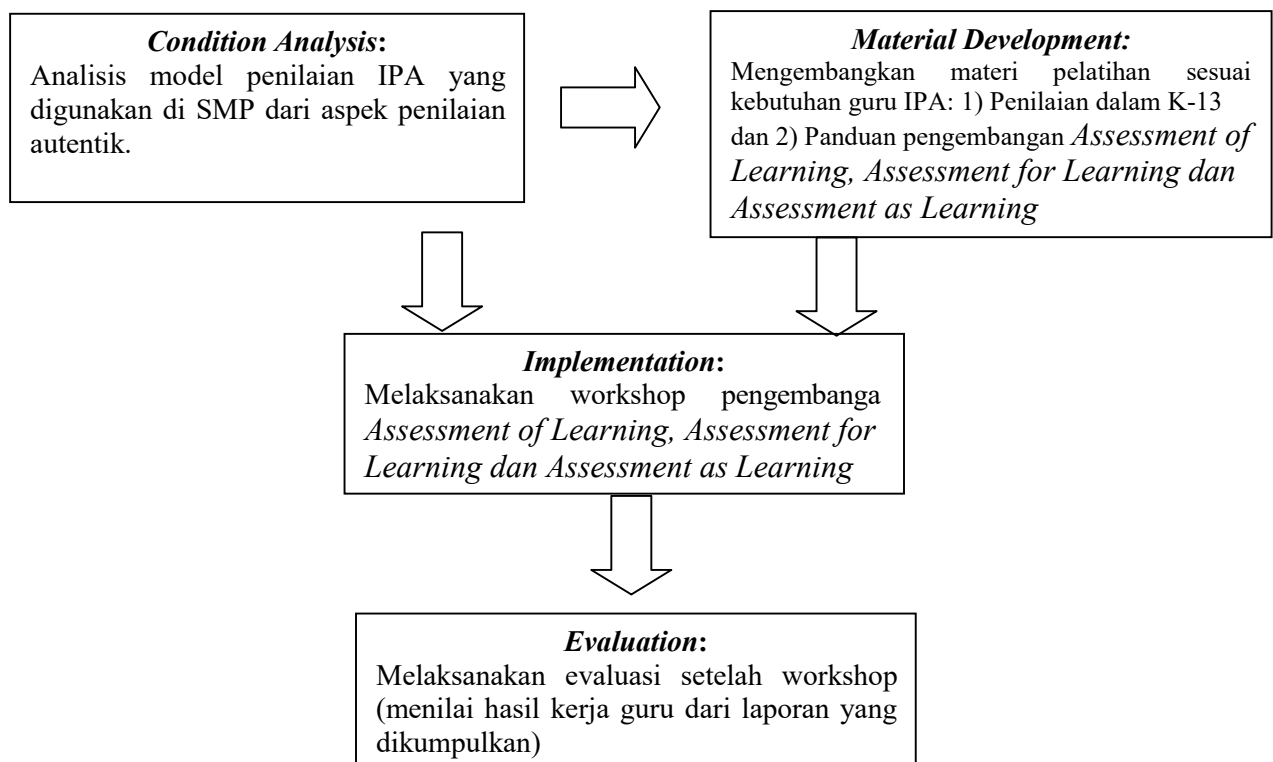 Condition Analysis:
Analisis model penilaian IPA yang
digunakan di SMP dari aspek penilaian
autentik.
Material Development:
Mengembangkan materi pelatihan sesuai
kebutuhan guru IPA: 1) Penilaian dalam K-13
dan 2) Panduan pengembangan Assessment of
Learning, Assessment for Learning dan
Assessment as Learning
Implementation:
Melaksanakan workshop pengembanga
Assessment of Learning, Assessment for
Learning dan Assessment as Learning
Evaluation:
Melaksanakan evaluasi setelah workshop
(menilai hasil kerja guru dari laporan yang
dikumpulkan)